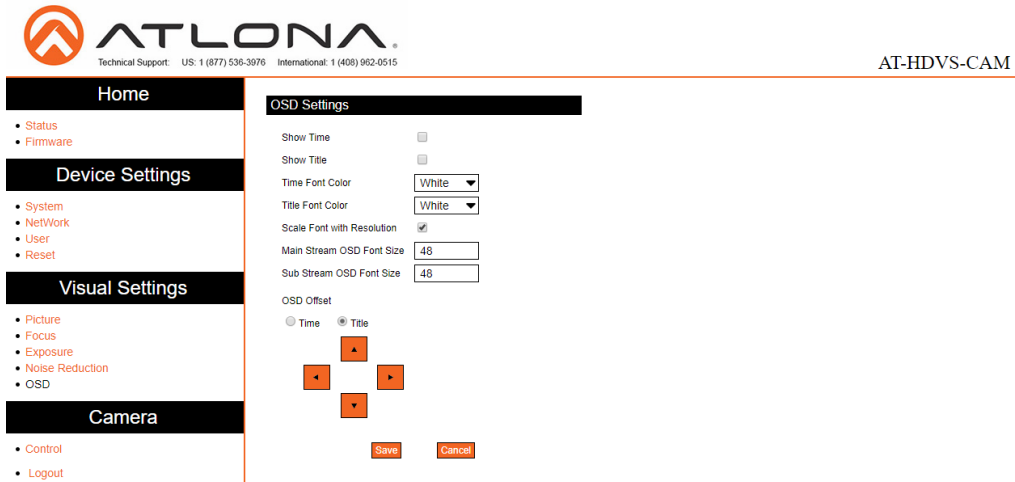 ATLONA
Technical Support: US: 1 (877) 536-3976 International: 1 (408) 962-0515
AT-HDVS-CAM
Home
Status
Firmware
Device Settings
System
NetWork
User
Reset
Visual Settings
Picture
Focus
Exposure
Noise Reduction
OSD
Camera
Control
Logout
OSD Settings
Show Time
Show Title
Time Font Color White
Title Font Color White
Scale Font with Resolution
Main Stream OSD Font Size 48
Sub Stream OSD Font Size 48
OSD Offset
Time Title
Save Cancel